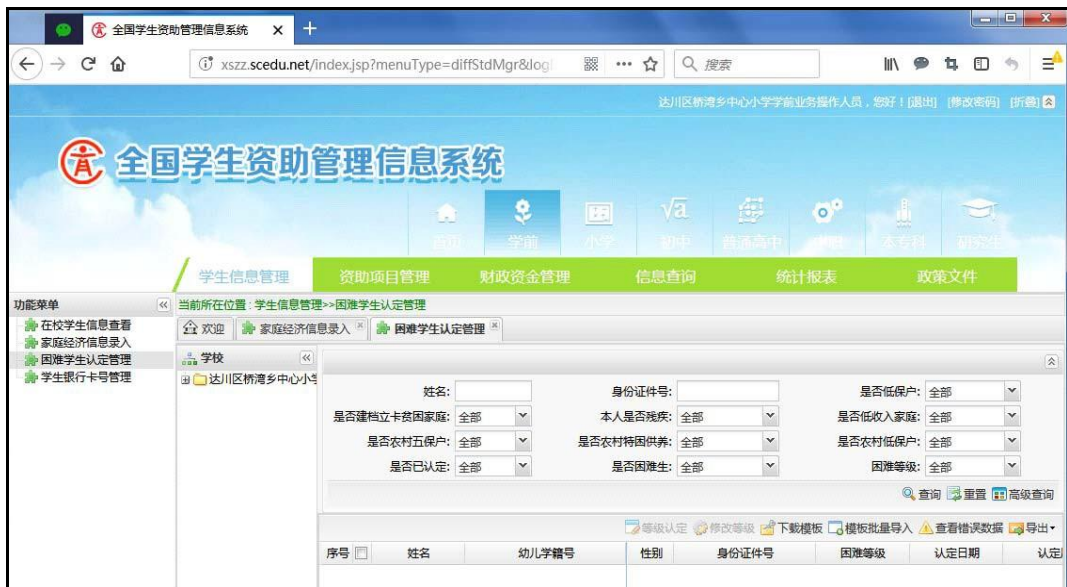 全国学生资助管理信息系统
xszz.scedu.net/index.jsp?menuType=diffStdMgr&log
搜索
达川区桥湾乡中心小学学前业务操作人员，您好！[退出] [修改密码] [折叠]
全国学生资助管理信息系统
首页 学前 小学 初中 普通高中 中职 本专科 研究生
学生信息管理 资助项目管理 财政资金管理 信息查询 统计报表 政策文件
功能菜单
当前所在位置：学生信息管理>>困难学生认定管理
在校学生信息查看
家庭经济信息录入
困难学生认定管理
学生银行卡号管理
欢迎 家庭经济信息录入 困难学生认定管理
学校
达川区桥湾乡中心小学
姓名: 身份证件号: 是否低保户: 全部
是否建档立卡贫困家庭: 全部 本人是否残疾: 全部 是否低收入家庭: 全部
是否农村五保户: 全部 是否农村特困供养: 全部 是否农村低保户: 全部
是否已认定: 全部 是否困难生: 全部 困难等级: 全部
查询 重置 高级查询
等级认定 修改等级 下载模板 模板批量导入 查看错误数据 导出
序号 姓名 幼儿学籍号 性别 身份证件号 困难等级 认定日期 认定